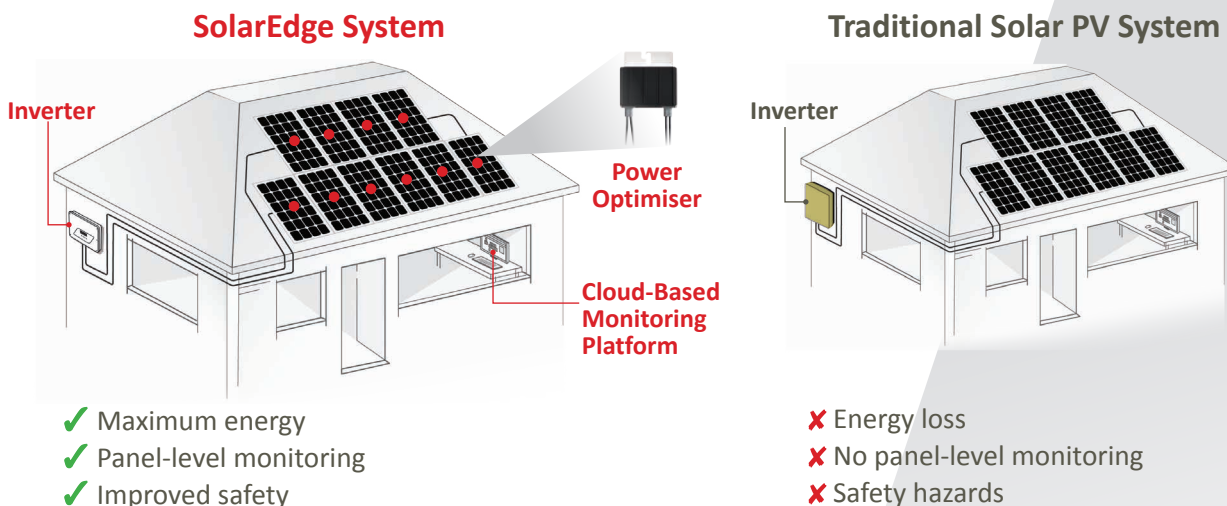 SolarEdge System
Inverter
Power
Optimiser
Cloud-Based
Monitoring
Platform
✓ Maximum energy
✓ Panel-level monitoring
✓ Improved safety
Traditional Solar PV System
Inverter
✘ Energy loss
✘ No panel-level monitoring
✘ Safety hazards